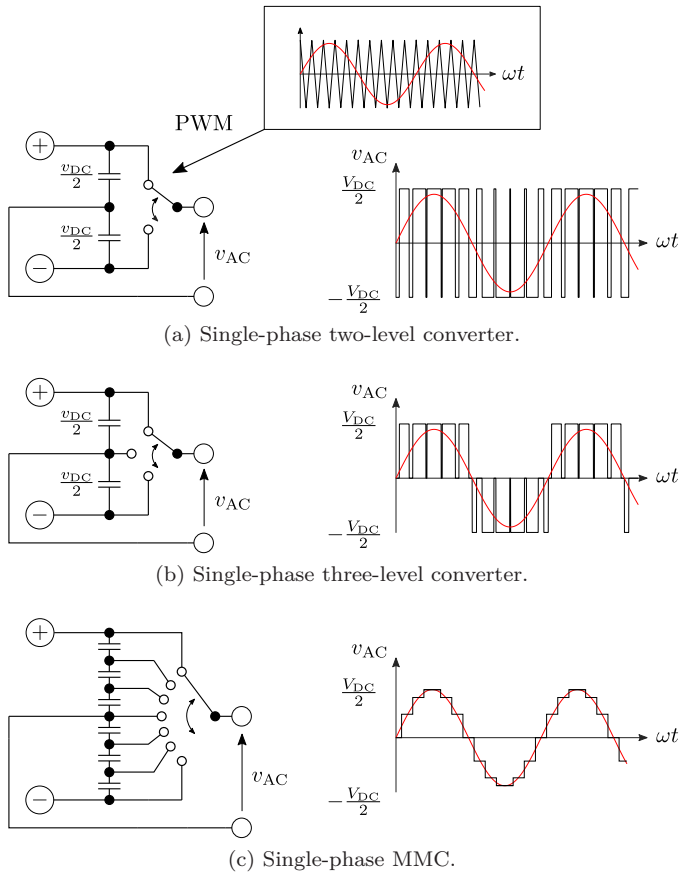 ωt
PWM
+
v_DC/2
v_DC/2
−
v_AC
v_AC
V_DC/2
−V_DC/2
ωt
(a) Single-phase two-level converter.
+
v_DC/2
v_DC/2
−
v_AC
v_AC
V_DC/2
−V_DC/2
ωt
(b) Single-phase three-level converter.
+
−
v_AC
v_AC
V_DC/2
−V_DC/2
ωt
(c) Single-phase MMC.